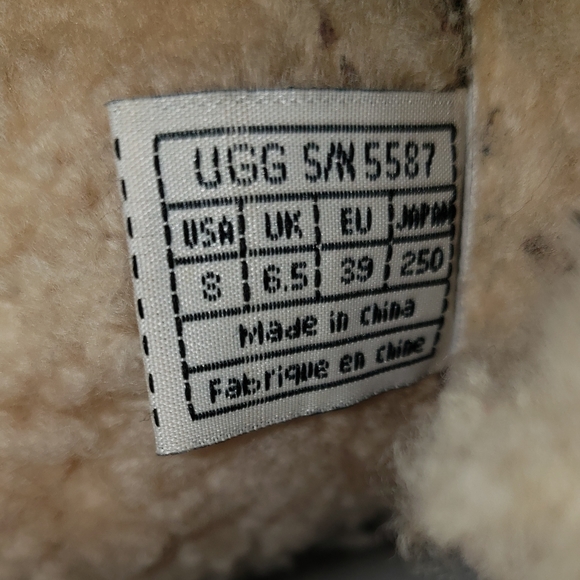 UGG S/N 5587
USA UK EU JAPAN
8 6.5 39 250
Made in China
Fabrique en Chine